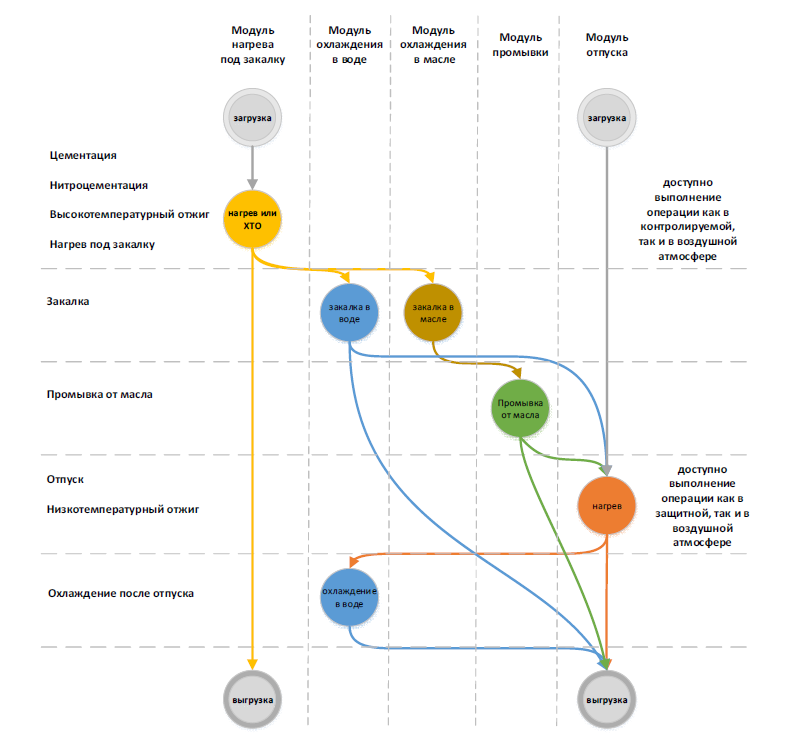 Модуль
нагрева
под закалку
Модуль
охлаждения
в воде
Модуль
охлаждения
в масле
Модуль
промывки
Модуль
отпуска
загрузка
загрузка
Цементация
Нитроцементация
Высокотемпературный отжиг
Нагрев под закалку
нагрев или
ХТО
доступно
выполнение
операции как в
контролируемой,
так и в воздушной
атмосфере
Закалка
закалка в
воде
закалка в
масле
Промывка от масла
Промывка
от масла
Отпуск
Низкотемпературный отжиг
нагрев
доступно
выполнение
операции как в
защитной, так и в
воздушной
атмосфере
Охлаждение после отпуска
охлаждение
в воде
выгрузка
выгрузка